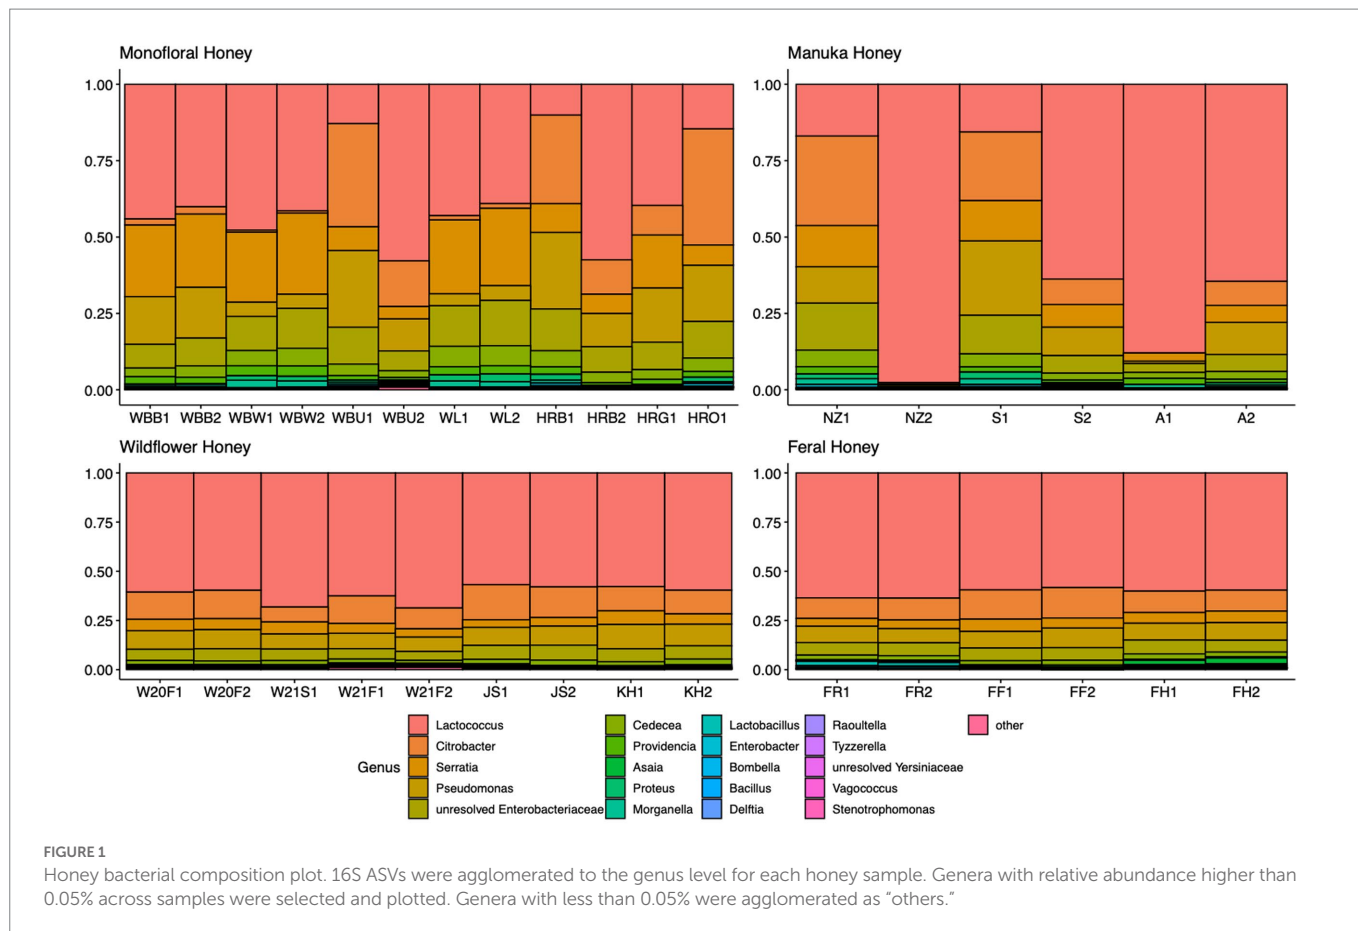 Monofloral Honey
1.00
0.75
0.50
0.25
0.00
WBB1 WBB2 WBW1 WBW2 WBU1 WBU2 WL1 WL2 HRB1 HRB2 HRG1 HRO1
Manuka Honey
1.00
0.75
0.50
0.25
0.00
NZ1 NZ2 S1 S2 A1 A2
Wildflower Honey
1.00
0.75
0.50
0.25
0.00
W20F1 W20F2 W21S1 W21F1 W21F2 JS1 JS2 KH1 KH2
Feral Honey
1.00
0.75
0.50
0.25
0.00
FR1 FR2 FF1 FF2 FH1 FH2
Genus
Lactococcus
Citrobacter
Serratia
Pseudomonas
unresolved Enterobacteriaceae
Cedecea
Providencia
Asaia
Proteus
Morganella
Lactobacillus
Enterobacter
Bombella
Bacillus
Delftia
Raoultella
Tyzzerella
unresolved Yersiniaceae
Vagococcus
Stenotrophomonas
other
FIGURE 1
Honey bacterial composition plot. 16S ASVs were agglomerated to the genus level for each honey sample. Genera with relative abundance higher than
0.05% across samples were selected and plotted. Genera with less than 0.05% were agglomerated as “others.”